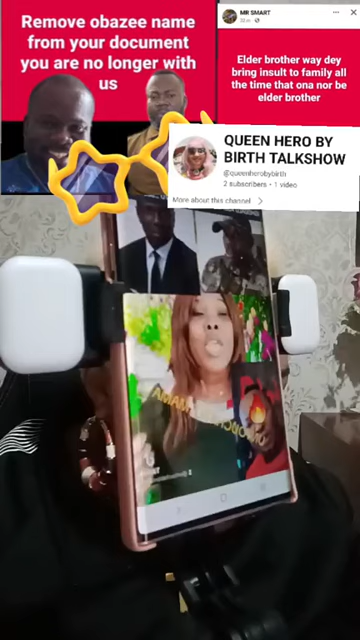 Remove obazee name
from your document
you are no longer with
us
MR SMART
Elder brother way dey
bring insult to family all
the time that ona nor be
elder brother
QUEEN HERO BY
BIRTH TALKSHOW
@queenherobybirth
2 subscribers • 1 video
More about this channel >